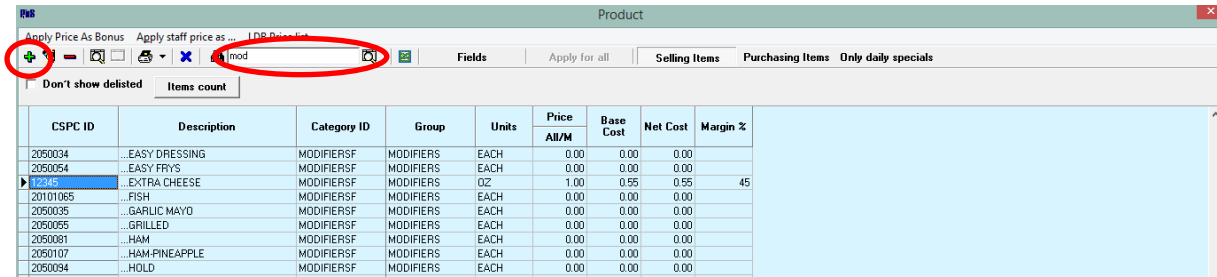 Product
Apply Price As Bonus Apply staff price as ... LDB Price list
mod Fields Apply for all Selling Items Purchasing Items Only daily specials
Don't show delisted Items count
CSPC ID Description Category ID Group Units Price All/M Base Cost Net Cost Margin %
2050034 ...EASY DRESSING MODIFIERSF MODIFIERS EACH 0.00 0.00 0.00
2050054 ...EASY FRYS MODIFIERSF MODIFIERS EACH 0.00 0.00 0.00
12345 ...EXTRA CHEESE MODIFIERSF MODIFIERS OZ 1.00 0.55 0.55 45
20101065 ...FISH MODIFIERSF MODIFIERS EACH 0.00 0.00 0.00
2050035 ...GARLIC MAYO MODIFIERSF MODIFIERS EACH 0.00 0.00 0.00
2050055 ...GRILLED MODIFIERSF MODIFIERS EACH 0.00 0.00 0.00
2050081 ...HAM MODIFIERSF MODIFIERS EACH 0.00 0.00 0.00
2050107 ...HAM-PINEAPPLE MODIFIERSF MODIFIERS EACH 0.00 0.00 0.00
2050094 ...HOLD MODIFIERSF MODIFIERS EACH 0.00 0.00 0.00